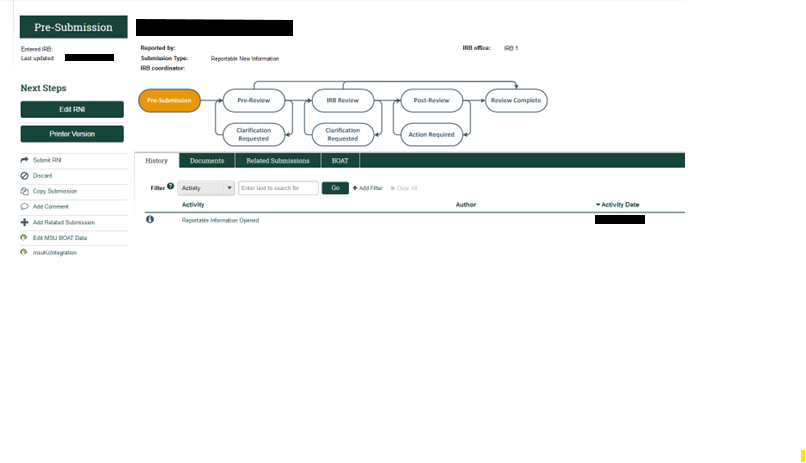 Pre-Submission
Entered IRB:
Last updated:
Reported by:
Submission Type: Reportable New Information
IRB coordinator:
IRB office: IRB 1
Next Steps
Edit RNI
Printer Version
Submit RNI
Discard
Copy Submission
Add Comment
Add Related Submission
Edit MSU BOAT Data
msuKcIntegration
Pre-Submission
Pre-Review
IRB Review
Post-Review
Review Complete
Clarification
Requested
Clarification
Requested
Action Required
History Documents Related Submissions BOAT
Filter ? Activity Enter text to search for Go + Add Filter × Clear All
Activity Author Activity Date
Reportable Information Opened